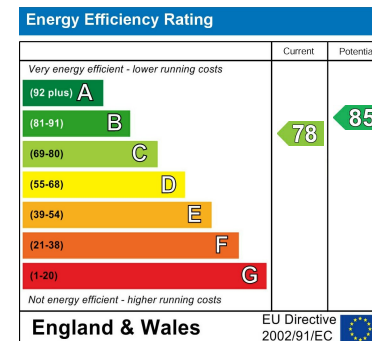 Energy Efficiency Rating
Current Potentia
Very energy efficient - lower running costs
(92 plus) A
(81-91) B
(69-80) C
(55-68) D
(39-54) E
(21-38) F
(1-20) G
78
85
Not energy efficient - higher running costs
England & Wales
EU Directive
2002/91/EC